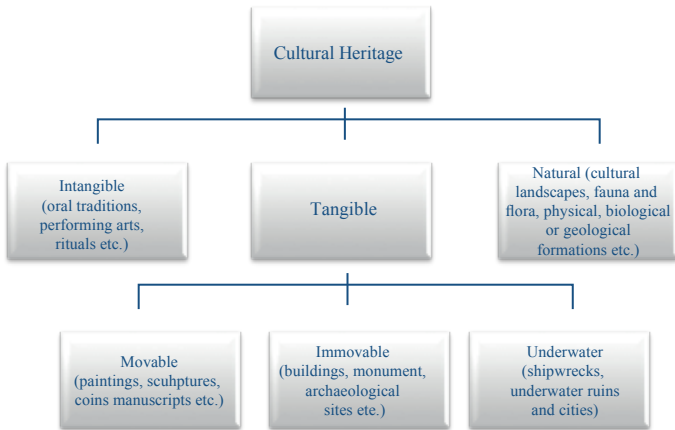 Cultural Heritage
Intangible
(oral traditions,
performing arts,
rituals etc.)
Tangible
Natural (cultural
landscapes, fauna and
flora, physical, biological
or geological
formations etc.)
Movable
(paintings, scuhptures,
coins manuscripts etc.)
Immovable
(buildings, monument,
archaeological
sites ete.)
Underwater
(shipwrecks,
underwater ruins
and cities)